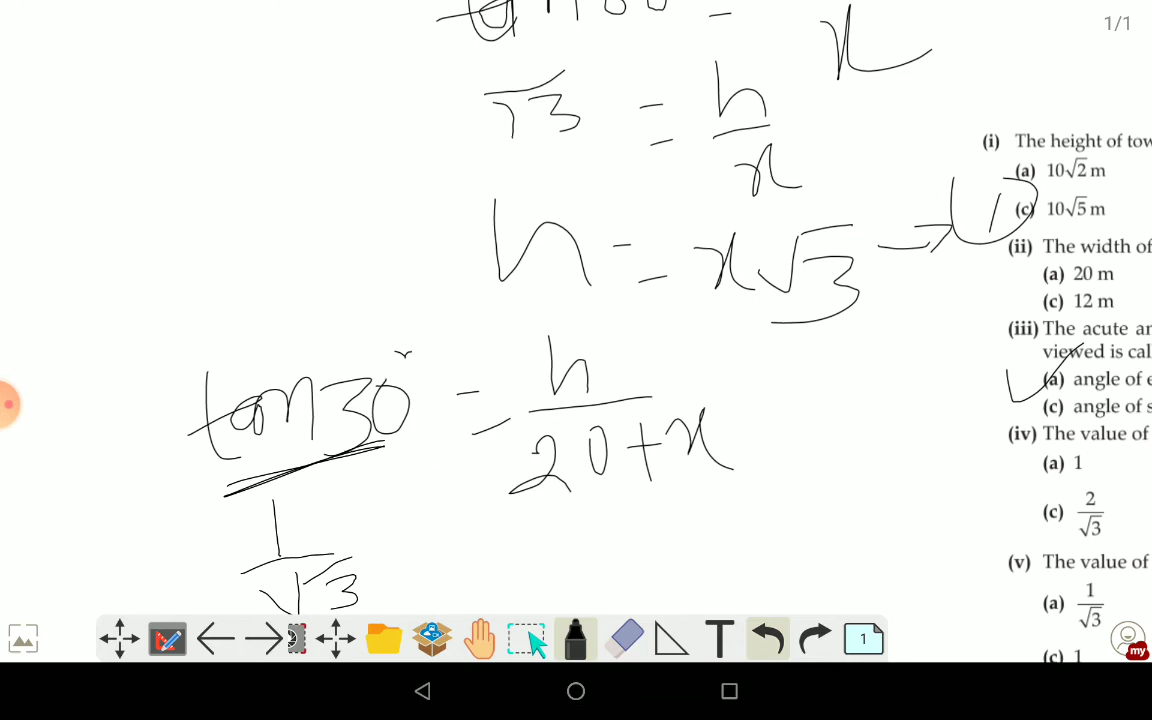 1/1
x
√3 = h/x
h = x√3 → 1
tan 30° = h/(20+x)
1/√3
(i) The height of tow
(a) 10√2 m
(c) 10√5 m
(ii) The width of
(a) 20 m
(c) 12 m
(iii) The acute an
viewed is cal
(a) angle of e
(c) angle of s
(iv) The value of
(a) 1
(c) 2/√3
(v) The value of
(a) 1/√3
(c) 1
T
1
my